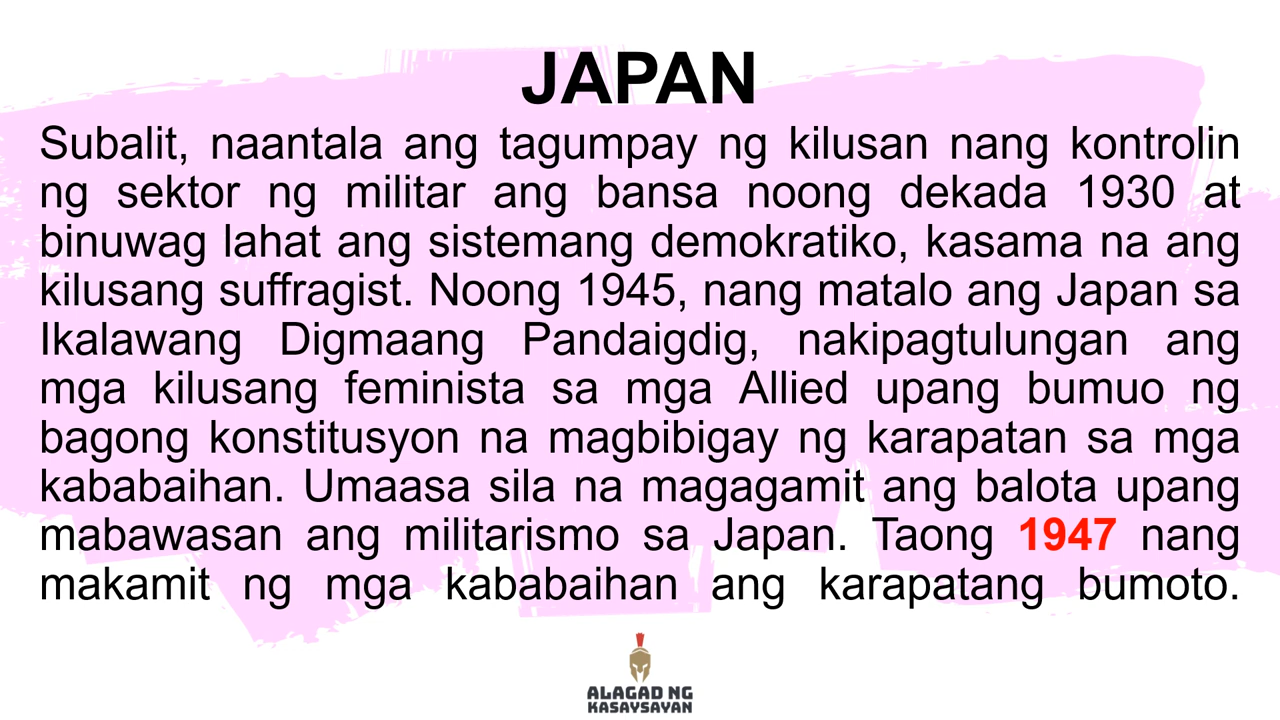 JAPAN
Subalit, naantala ang tagumpay ng kilusan nang kontrolin
ng sektor ng militar ang bansa noong dekada 1930 at
binuwag lahat ang sistemang demokratiko, kasama na ang
kilusang suffragist. Noong 1945, nang matalo ang Japan sa
Ikalawang Digmaang Pandaigdig, nakipagtulungan ang
mga kilusang feminista sa mga Allied upang bumuo ng
bagong konstitusyon na magbibigay ng karapatan sa mga
kababaihan. Umaasa sila na magagamit ang balota upang
mabawasan ang militarismo sa Japan. Taong 1947 nang
makamit ng mga kababaihan ang karapatang bumoto.
ALAGAD NG
KASAYSAYAN